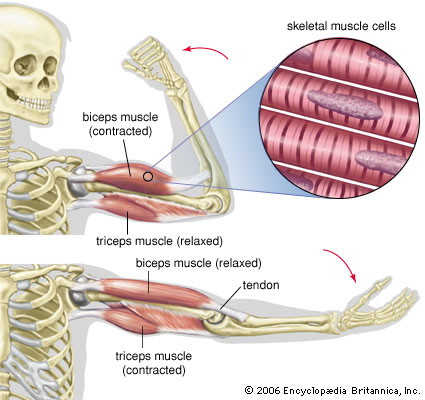 skeletal muscle cells
biceps muscle
(contracted)
triceps muscle (relaxed)
biceps muscle (relaxed)
tendon
triceps muscle
(contracted)
© 2006 Encyclopædia Britannica, Inc.